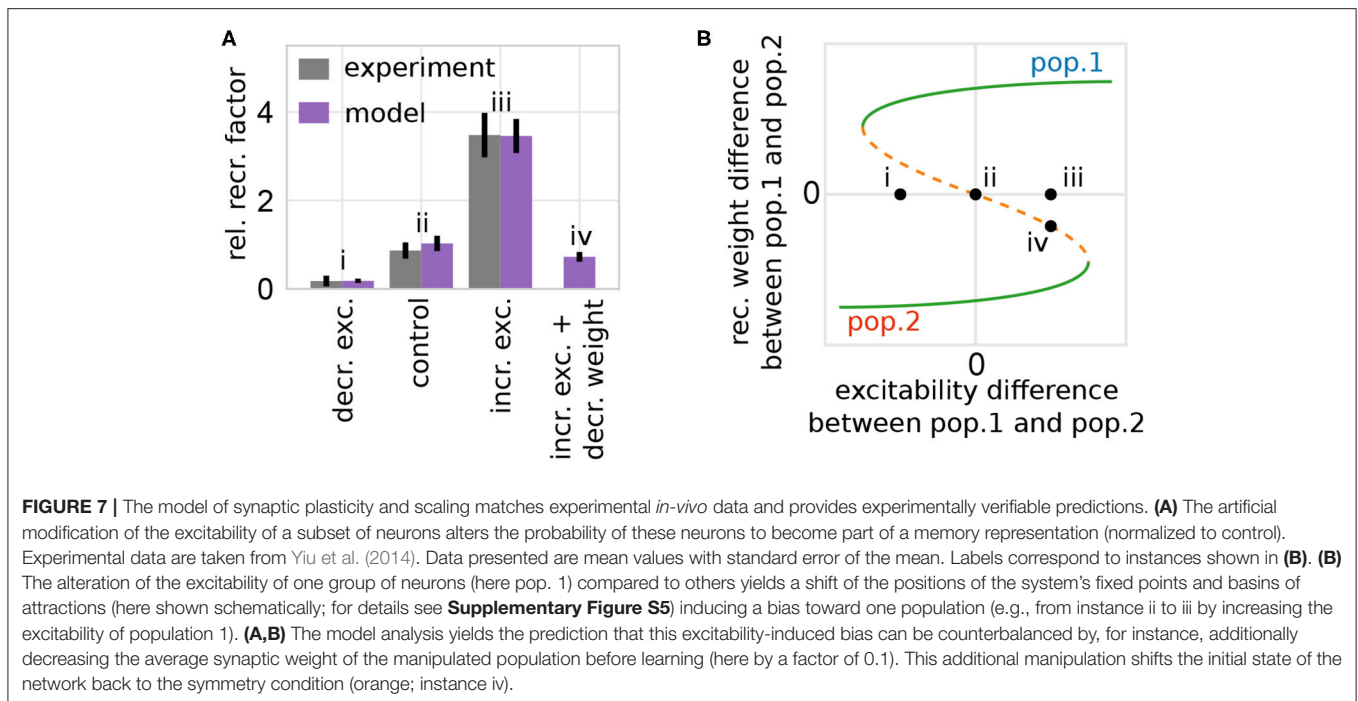 A
experiment
model
rel. recr. factor
4
2
0
i
ii
iii
iv
decr. exc.
control
incr. exc.
incr. exc. +
decr. weight
B
rec. weight difference
between pop.1 and pop.2
pop.1
0
i
ii
iii
iv
pop.2
0
excitability difference
between pop.1 and pop.2
FIGURE 7 | The model of synaptic plasticity and scaling matches experimental in-vivo data and provides experimentally verifiable predictions. (A) The artificial
modification of the excitability of a subset of neurons alters the probability of these neurons to become part of a memory representation (normalized to control).
Experimental data are taken from Yiu et al. (2014). Data presented are mean values with standard error of the mean. Labels correspond to instances shown in (B). (B)
The alteration of the excitability of one group of neurons (here pop. 1) compared to others yields a shift of the positions of the system's fixed points and basins of
attractions (here shown schematically; for details see Supplementary Figure S5) inducing a bias toward one population (e.g., from instance ii to iii by increasing the
excitability of population 1). (A,B) The model analysis yields the prediction that this excitability-induced bias can be counterbalanced by, for instance, additionally
decreasing the average synaptic weight of the manipulated population before learning (here by a factor of 0.1). This additional manipulation shifts the initial state of the
network back to the symmetry condition (orange; instance iv).